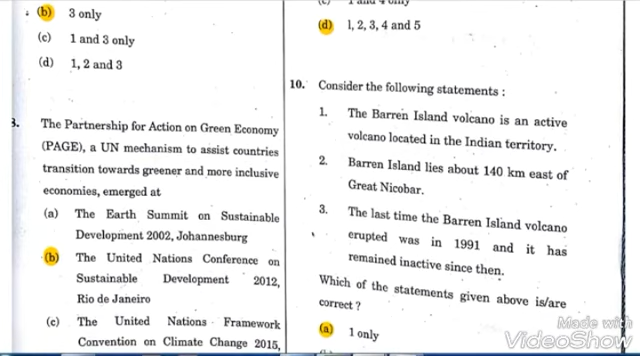 (b) 3 only
(c) 1 and 3 only
(d) 1, 2 and 3
The Partnership for Action on Green Economy
(PAGE), a UN mechanism to assist countries
transition towards greener and more inclusive
economies, emerged at
(a) The Earth Summit on Sustainable
Development 2002, Johannesburg
(b) The United Nations Conference on
Sustainable Development 2012,
Rio de Janeiro
(c) The United Nations Framework
Convention on Climate Change 2015,
(d) 1, 2, 3, 4 and 5
10. Consider the following statements :
1. The Barren Island volcano is an active
volcano located in the Indian territory.
2. Barren Island lies about 140 km east of
Great Nicobar.
3. The last time the Barren Island volcano
erupted was in 1991 and it has
remained inactive since then.
Which of the statements given above is/are
correct ?
(a) 1 only
Made with
VideoShow